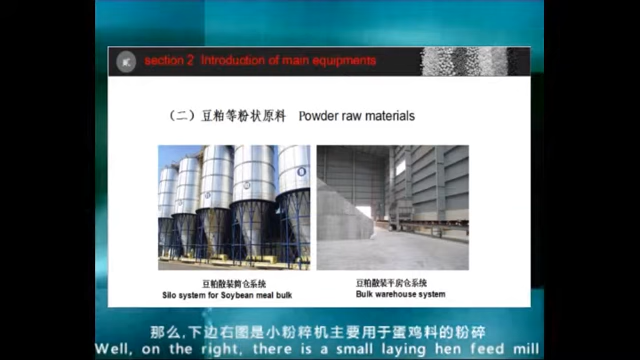 section 2 Introduction of main equipments
（二）豆粕等粉状原料 Powder raw materials
豆粕散装筒仓系统
Silo system for Soybean meal bulk
豆粕散装平房仓系统
Bulk warehouse system
那么,下边右图是小粉粹机主要用于蛋鸡料的粉碎
Well, on the right, there is a small laying hen feed mill